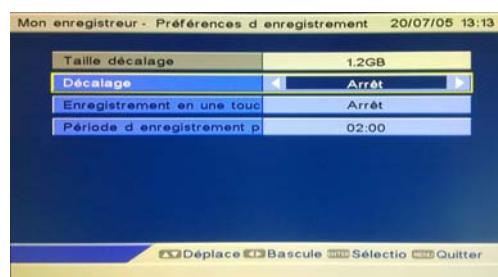 Mon enregistreur - Préférences d enregistrement 20/07/05 13:13
Taille décalage 1.2GB
Décalage Arrêt
Enregistrement en une touc Arrêt
Période d enregistrement p 02:00
Déplace Bascule Sélectio Quitter